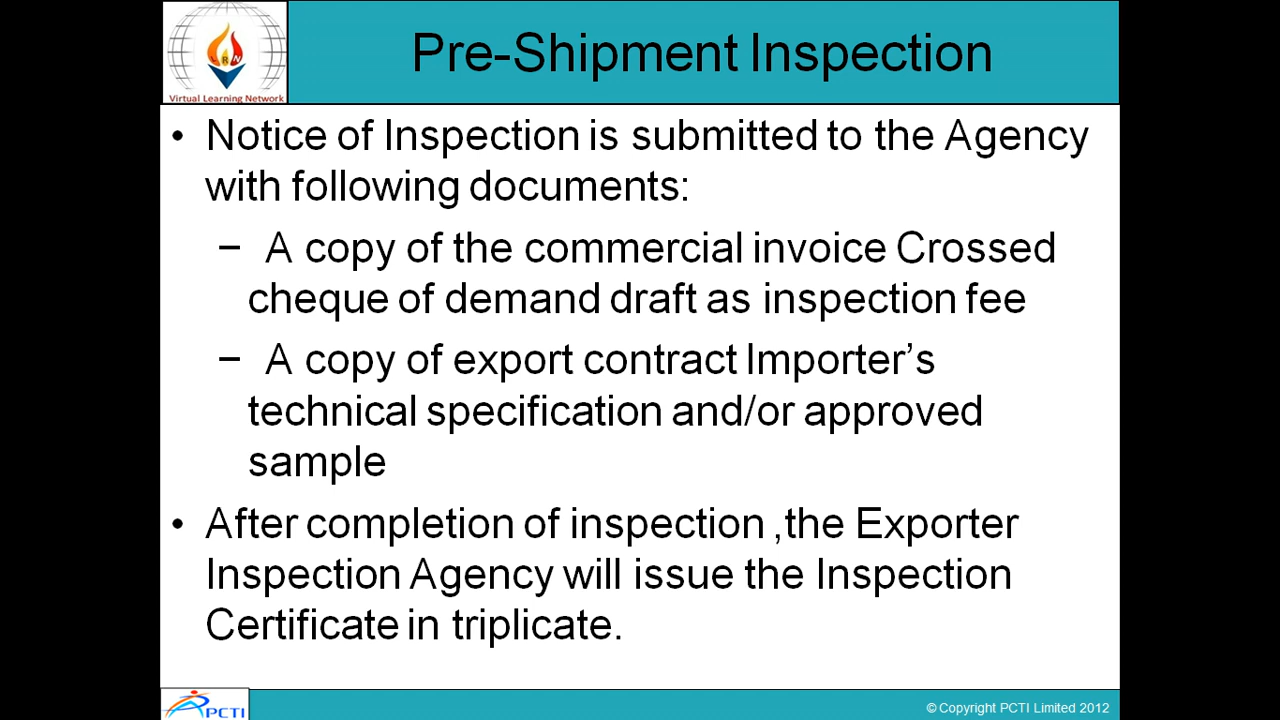 Pre-Shipment Inspection
LRN
Virtual Learning Network
• Notice of Inspection is submitted to the Agency
with following documents:
– A copy of the commercial invoice Crossed
cheque of demand draft as inspection fee
– A copy of export contract Importer's
technical specification and/or approved
sample
• After completion of inspection ,the Exporter
Inspection Agency will issue the Inspection
Certificate in triplicate.
PCTI
© Copyright PCTI Limited 2012